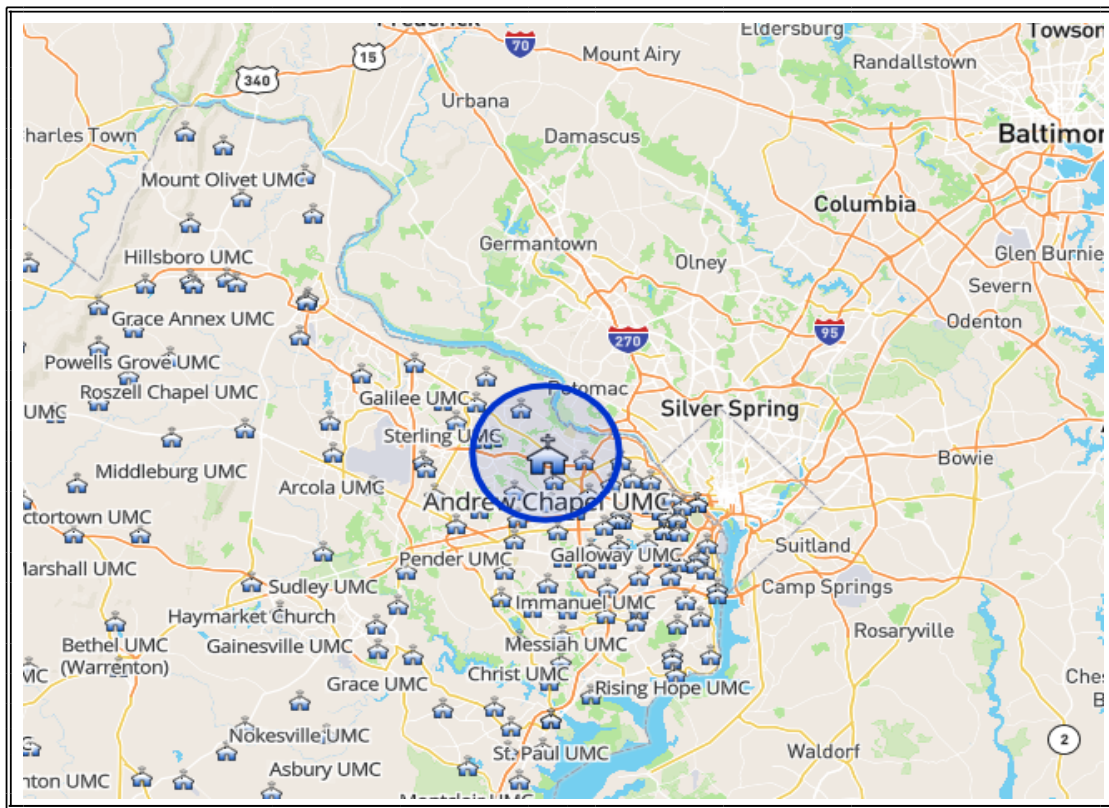 Frederick
70
15
Mount Airy
Eldersburg
Towson
Randallstown
340
Urbana
Charles Town
Damascus
Baltimor
Mount Olivet UMC
Columbia
Germantown
Hillsboro UMC
Olney
Glen Burnie
Severn
Grace Annex UMC
Odenton
270
95
Powells Grove UMC
Potomac
Roszell Chapel UMC
Galilee UMC
Silver Spring
UMC
Sterling UMC
Bowie
Middleburg UMC
Arcola UMC
Andrew Chapel UMC
ctortown UMC
Pender UMC
Galloway UMC
Suitland
Marshall UMC
Sudley UMC
Camp Springs
Haymarket Church
Immanuel UMC
Rosaryville
Bethel UMC
(Warrenton)
Gainesville UMC
Messiah UMC
Christ UMC
Grace UMC
Rising Hope UMC
Ches
B
MC
Nokesville UMC
St. Paul UMC
Waldorf
2
Asbury UMC
nton UMC
Montclair UMC